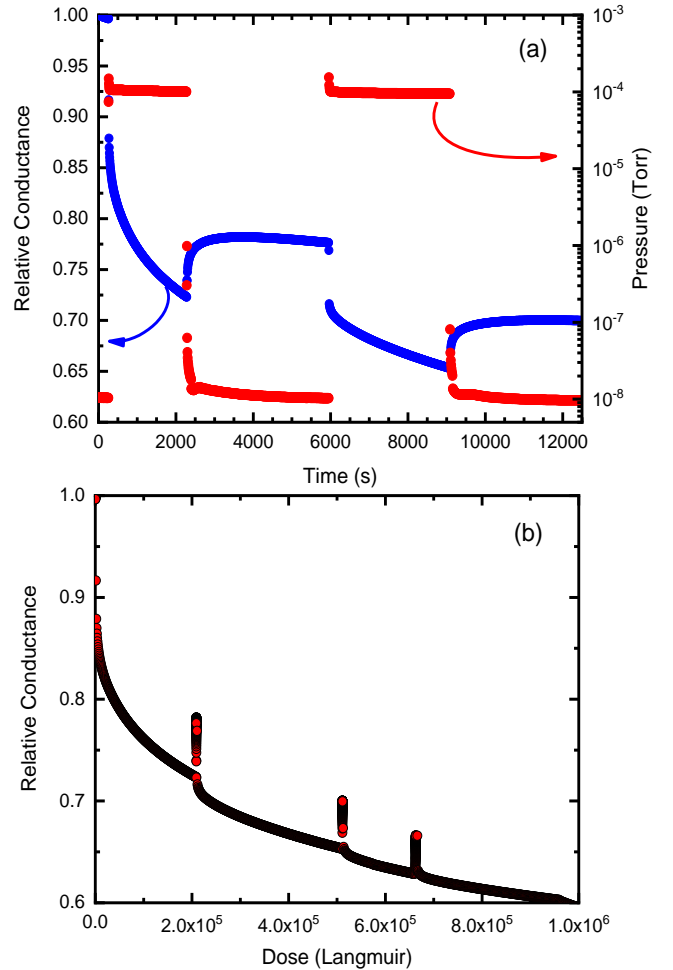 (a)
1.00
0.95
0.90
0.85
0.80
0.75
0.70
0.65
0.60
Relative Conductance
10⁻³
10⁻⁴
10⁻⁵
10⁻⁶
10⁻⁷
10⁻⁸
Pressure (Torr)
0 2000 4000 6000 8000 10000 12000
Time (s)
(b)
1.0
0.9
0.8
0.7
0.6
Relative Conductance
0.0 2.0x10⁵ 4.0x10⁵ 6.0x10⁵ 8.0x10⁵ 1.0x10⁶
Dose (Langmuir)